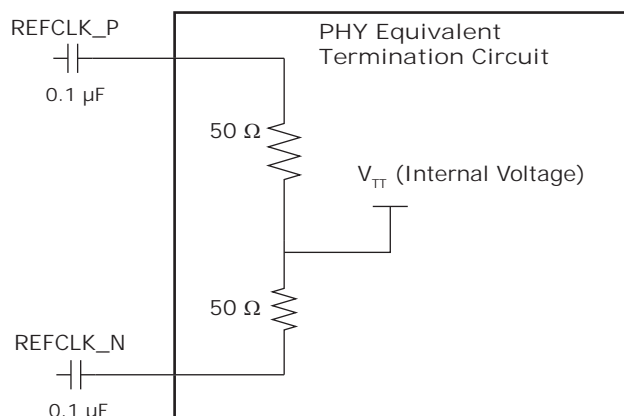 REFCLK_P
0.1 µF
PHY Equivalent
Termination Circuit
50 Ω
V_TT (Internal Voltage)
50 Ω
REFCLK_N
0.1 µF